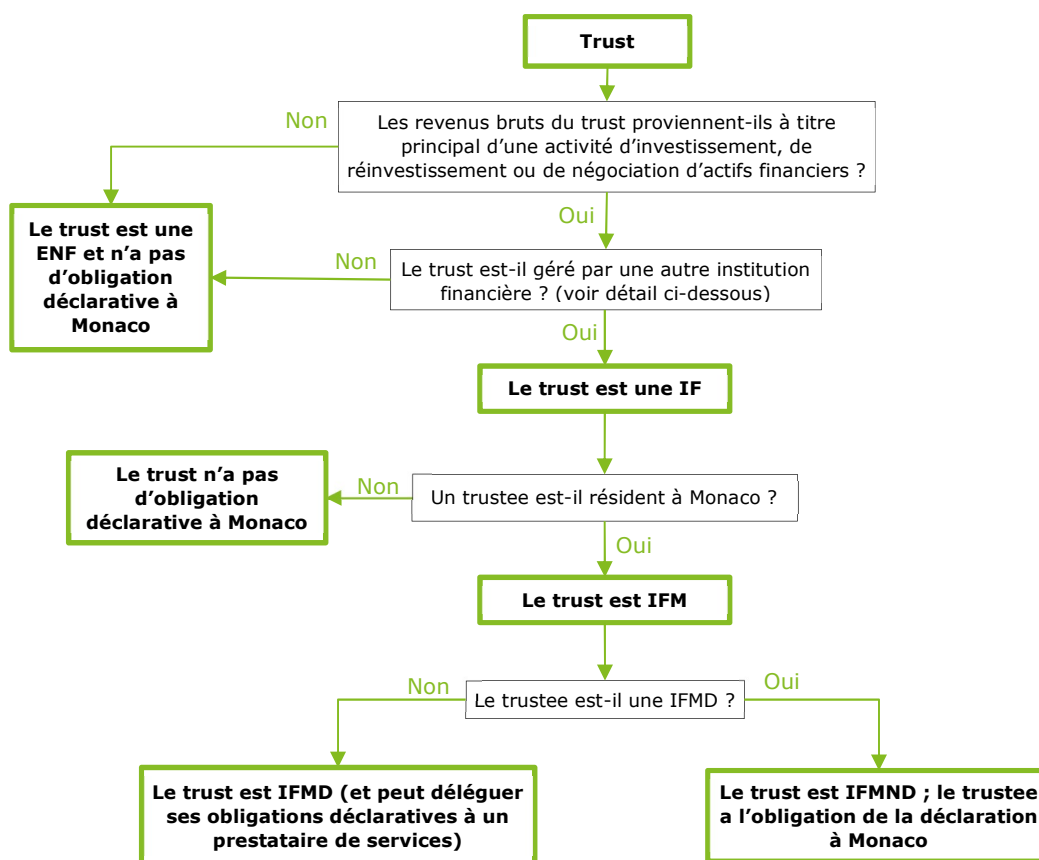 Trust
Non
Les revenus bruts du trust proviennent-ils à titre
principal d'une activité d'investissement, de
réinvestissement ou de négociation d'actifs financiers ?
Oui
Le trust est une
ENF et n'a pas
d'obligation
déclarative à
Monaco
Non
Le trust est-il géré par une autre institution
financière ? (voir détail ci-dessous)
Oui
Le trust est une IF
Le trust n'a pas
d'obligation
déclarative à Monaco
Non
Un trustee est-il résident à Monaco ?
Oui
Le trust est IFM
Non
Le trustee est-il une IFMD ?
Oui
Le trust est IFMD (et peut déléguer
ses obligations déclaratives à un
prestataire de services)
Le trust est IFMND ; le trustee
a l'obligation de la déclaration
à Monaco